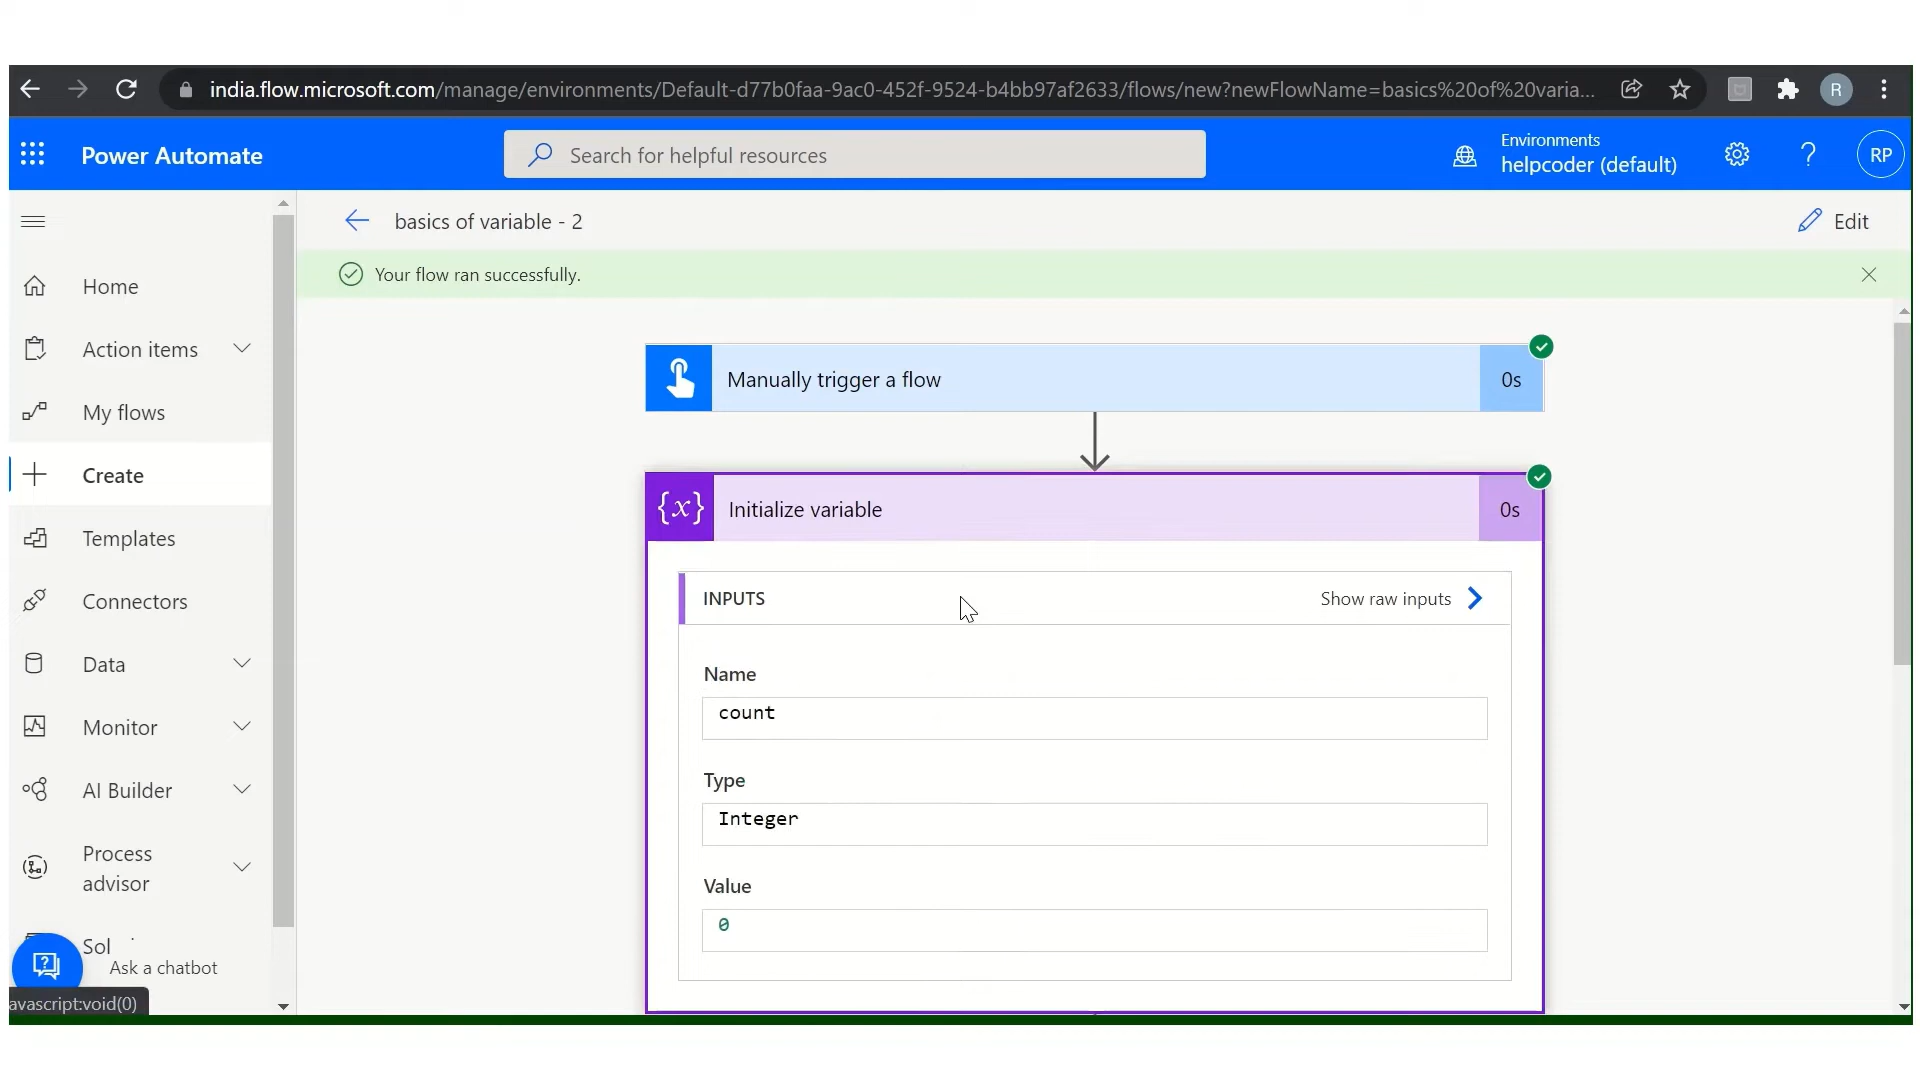 india.flow.microsoft.com/manage/environments/Default-d77b0faa-9ac0-452f-9524-b4bb97af2633/flows/new?newFlowName=basics%20of%20varia...
R
Power Automate
Search for helpful resources
Environments
helpcoder (default)
?
RP
basics of variable - 2
Edit
Your flow ran successfully.
Home
Action items
My flows
Create
Templates
Connectors
Data
Monitor
AI Builder
Process
advisor
Sol
Ask a chatbot
avascript:void(0)
Manually trigger a flow
0s
{x}
Initialize variable
0s
INPUTS
Show raw inputs
Name
count
Type
Integer
Value
0